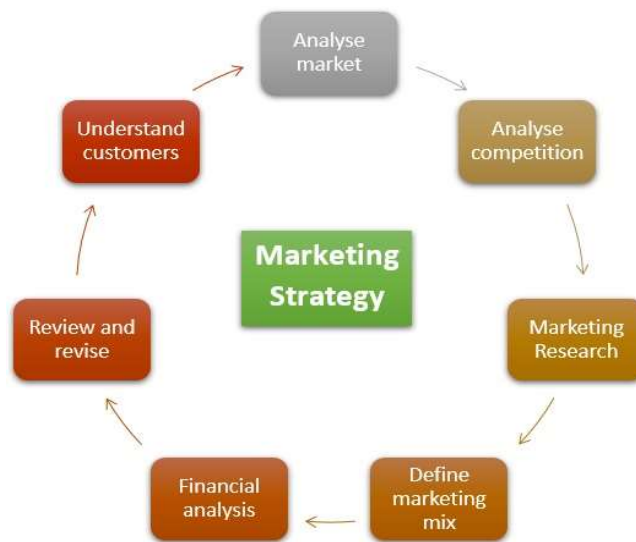 Analyse
market
Analyse
competition
Marketing
Research
Define
marketing
mix
Financial
analysis
Review and
revise
Understand
customers
Marketing
Strategy